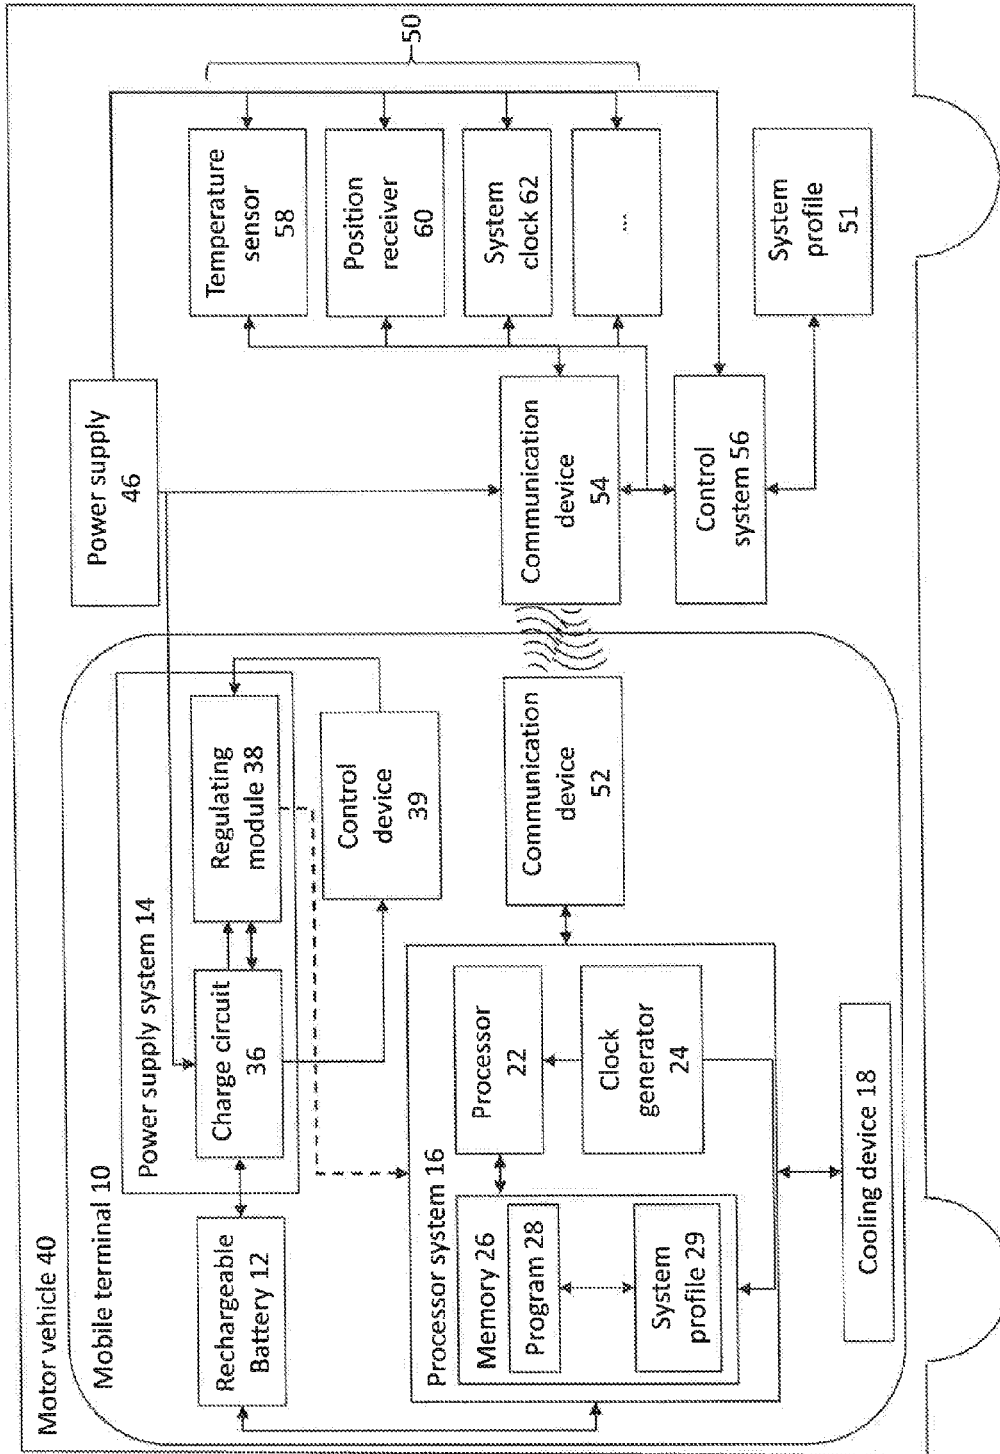 Motor vehicle 40
Mobile terminal 10
Rechargeable
Battery 12
Power supply system 14
Charge circuit
36
Regulating
module 38
Control
device
39
Processor system 16
Memory 26
Program 28
System
profile 29
Processor
22
Clock
generator
24
Cooling device 18
Communication
device
52
Power supply
46
Communication
device
54
Control
system 56
Temperature
sensor
58
Position
receiver
60
System
clock 62
...
50
System
profile
51